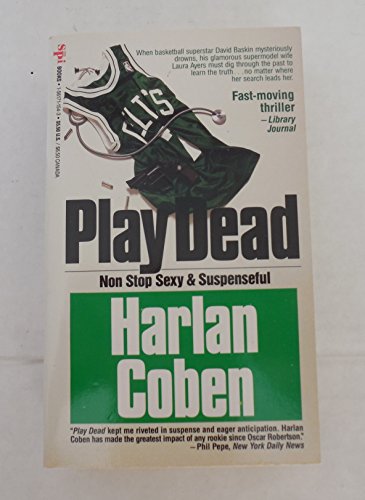 Spi
BOOKS
When basketball superstar David Baskin mysteriously
drowns, his glamorous supermodel wife
Laura Ayers must dig through the past to
learn the truth . . . no matter where
her search leads her.
Fast-moving
thriller
– Library
Journal
LT'S
Play Dead
Non Stop Sexy & Suspenseful
Harlan
Coben
"Play Dead kept me riveted in suspense and eager anticipation. Harlan
Coben has made the greatest impact of any rookie since Oscar Robertson."
– Phil Pepe, New York Daily News